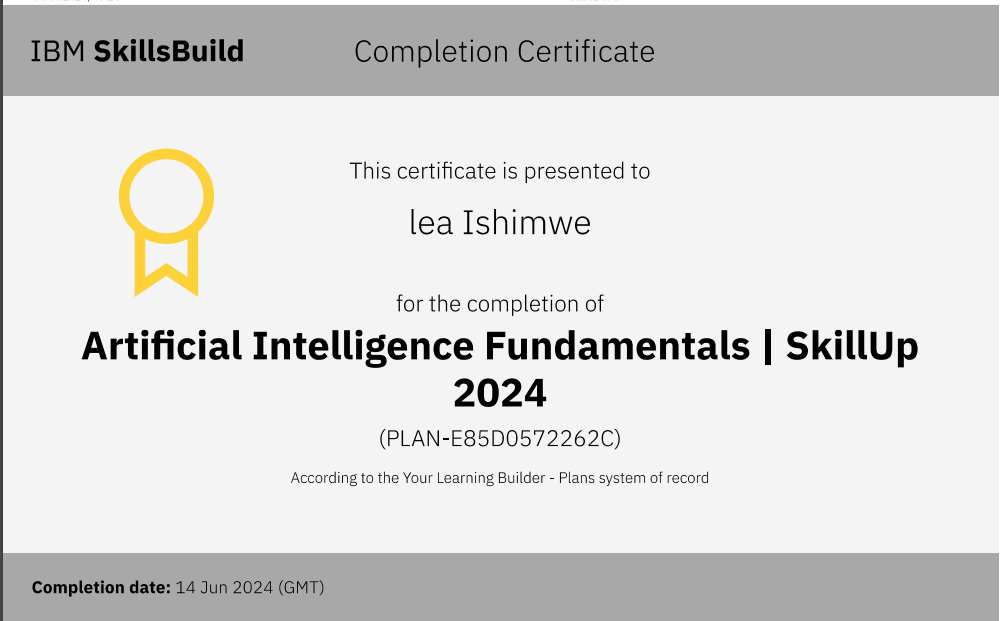 IBM SkillsBuild
Completion Certificate
This certificate is presented to
lea Ishimwe
for the completion of
Artificial Intelligence Fundamentals | SkillUp
2024
(PLAN-E85D0572262C)
According to the Your Learning Builder - Plans system of record
Completion date: 14 Jun 2024 (GMT)